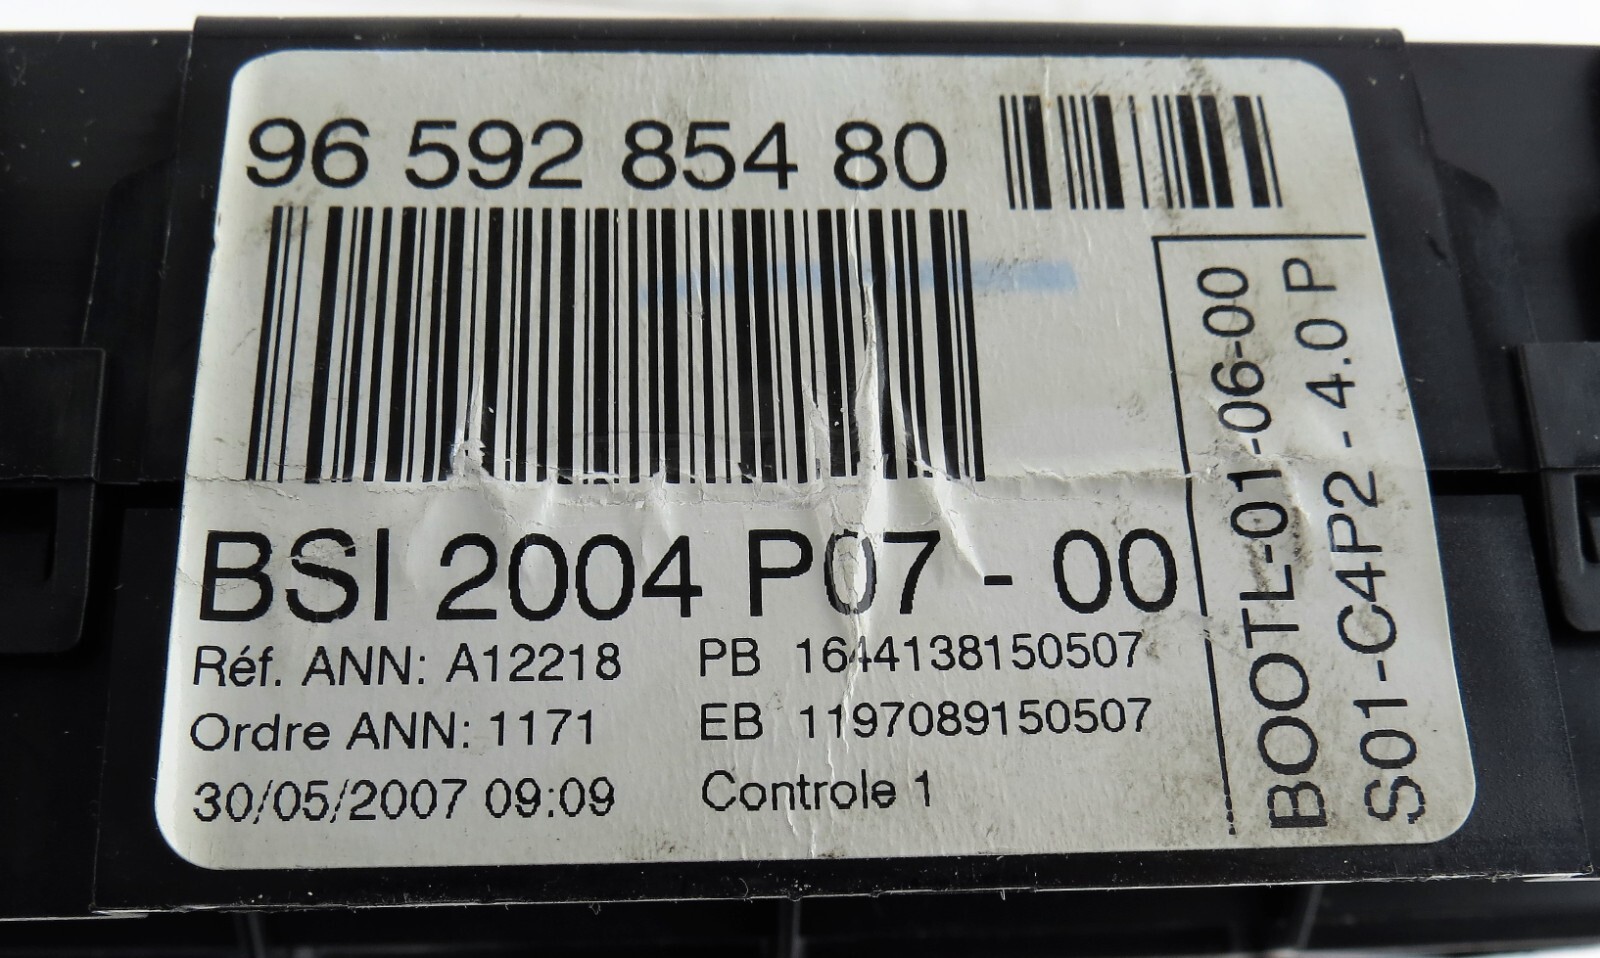 96 592 854 80
BSI 2004 P07 - 00
Réf. ANN: A12218
PB 1644138150507
Ordre ANN: 1171
EB 1197089150507
30/05/2007 09:09
Controle 1
BOOTL-01-06-00
S01-C4P2 - 4.0 P